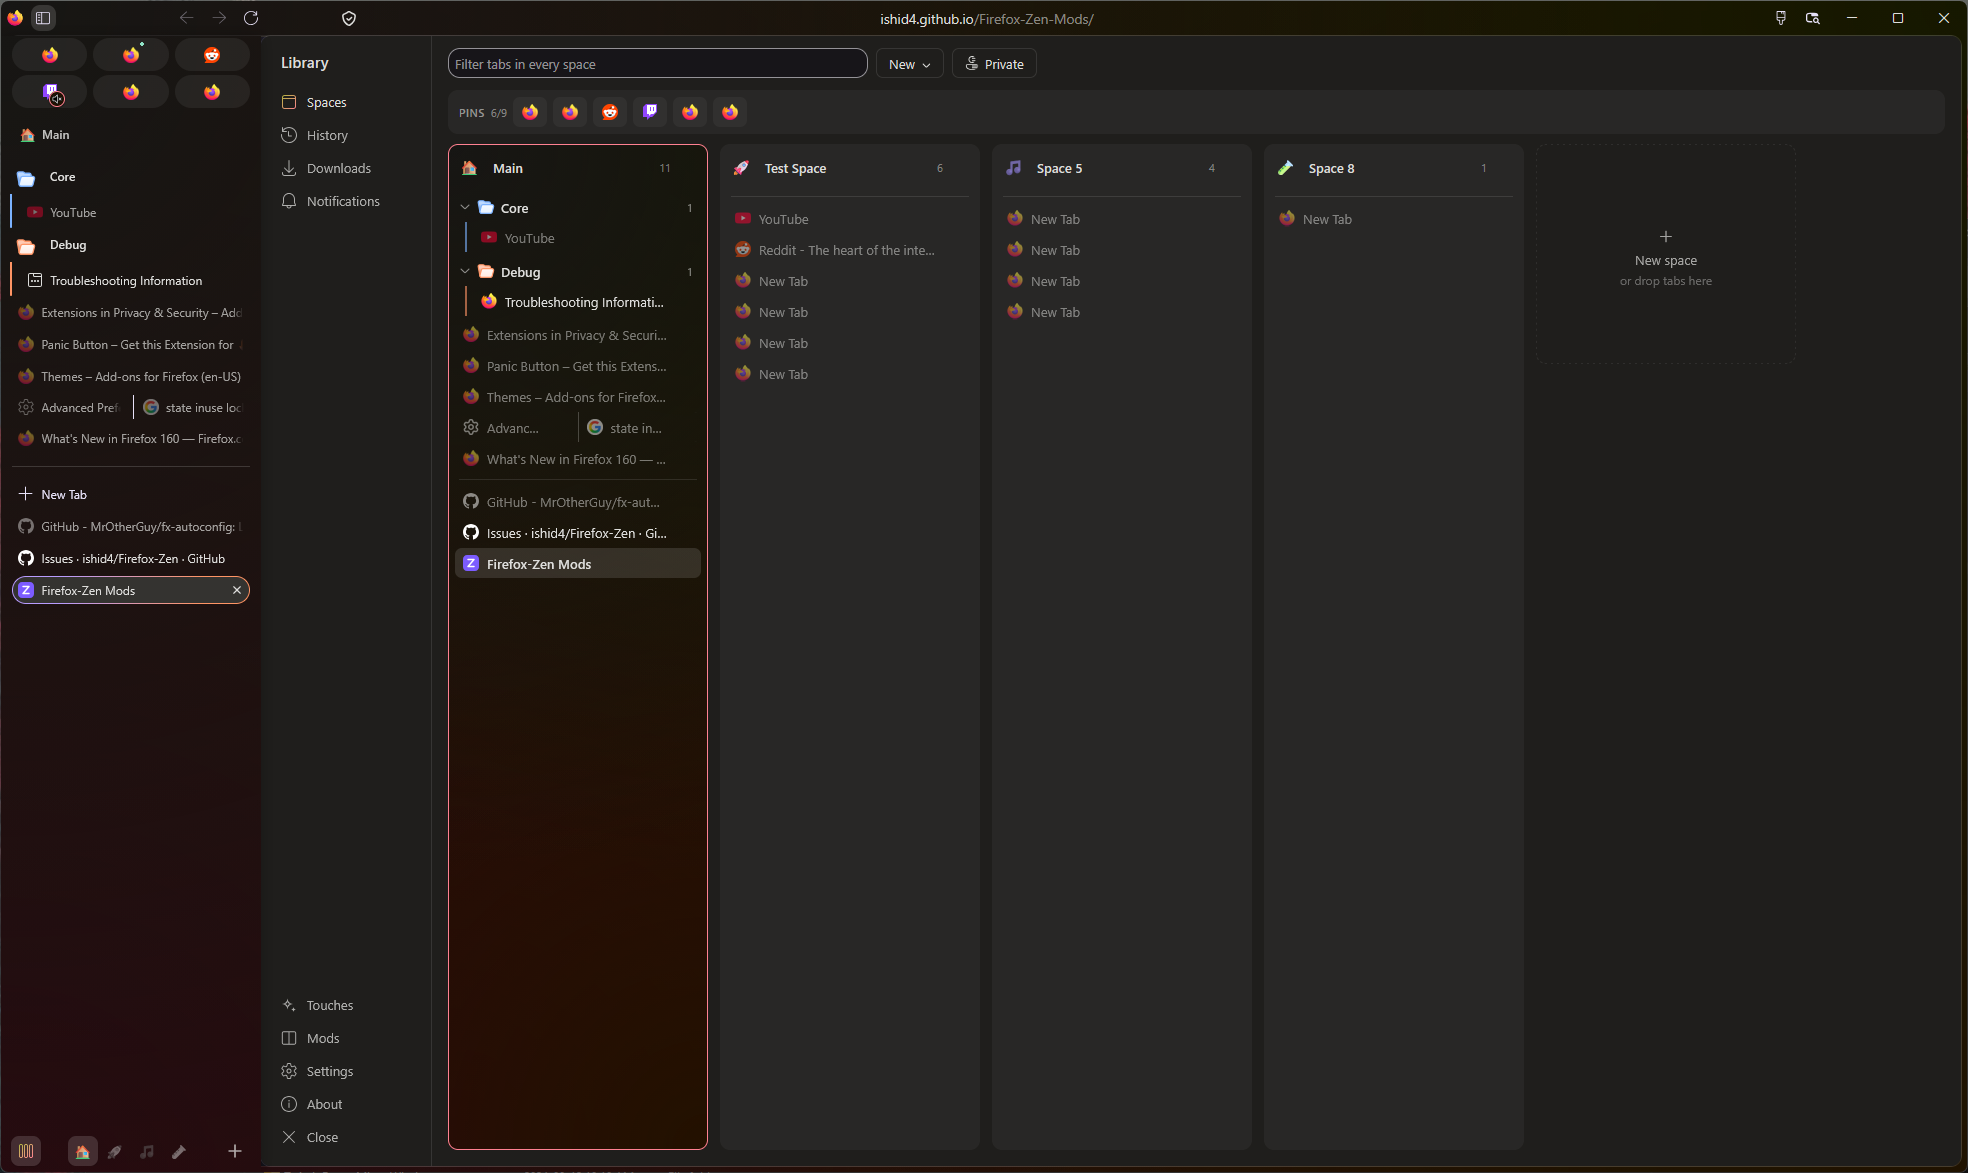 ishid4.github.io/Firefox-Zen-Mods/
Main
Core
YouTube
Debug
Troubleshooting Information
Extensions in Privacy & Security – Add
Panic Button – Get this Extension for
Themes – Add-ons for Firefox (en-US)
Advanced Pref
state inuse loc
What's New in Firefox 160 — Firefox.c
New Tab
GitHub - MrOtherGuy/fx-autoconfig:
Issues · ishid4/Firefox-Zen · GitHub
Firefox-Zen Mods
Library
Spaces
History
Downloads
Notifications
Touches
Mods
Settings
About
Close
Filter tabs in every space
New
Private
PINS 6/9
Main 11
Core 1
YouTube
Debug 1
Troubleshooting Informati...
Extensions in Privacy & Securi...
Panic Button – Get this Extens...
Themes – Add-ons for Firefox...
Advanc...
state in...
What's New in Firefox 160 — ...
GitHub - MrOtherGuy/fx-aut...
Issues · ishid4/Firefox-Zen · Gi...
Z Firefox-Zen Mods
Test Space 6
YouTube
Reddit - The heart of the inte...
New Tab
New Tab
New Tab
New Tab
Space 5 4
New Tab
New Tab
New Tab
New Tab
Space 8 1
New Tab
New space
or drop tabs here